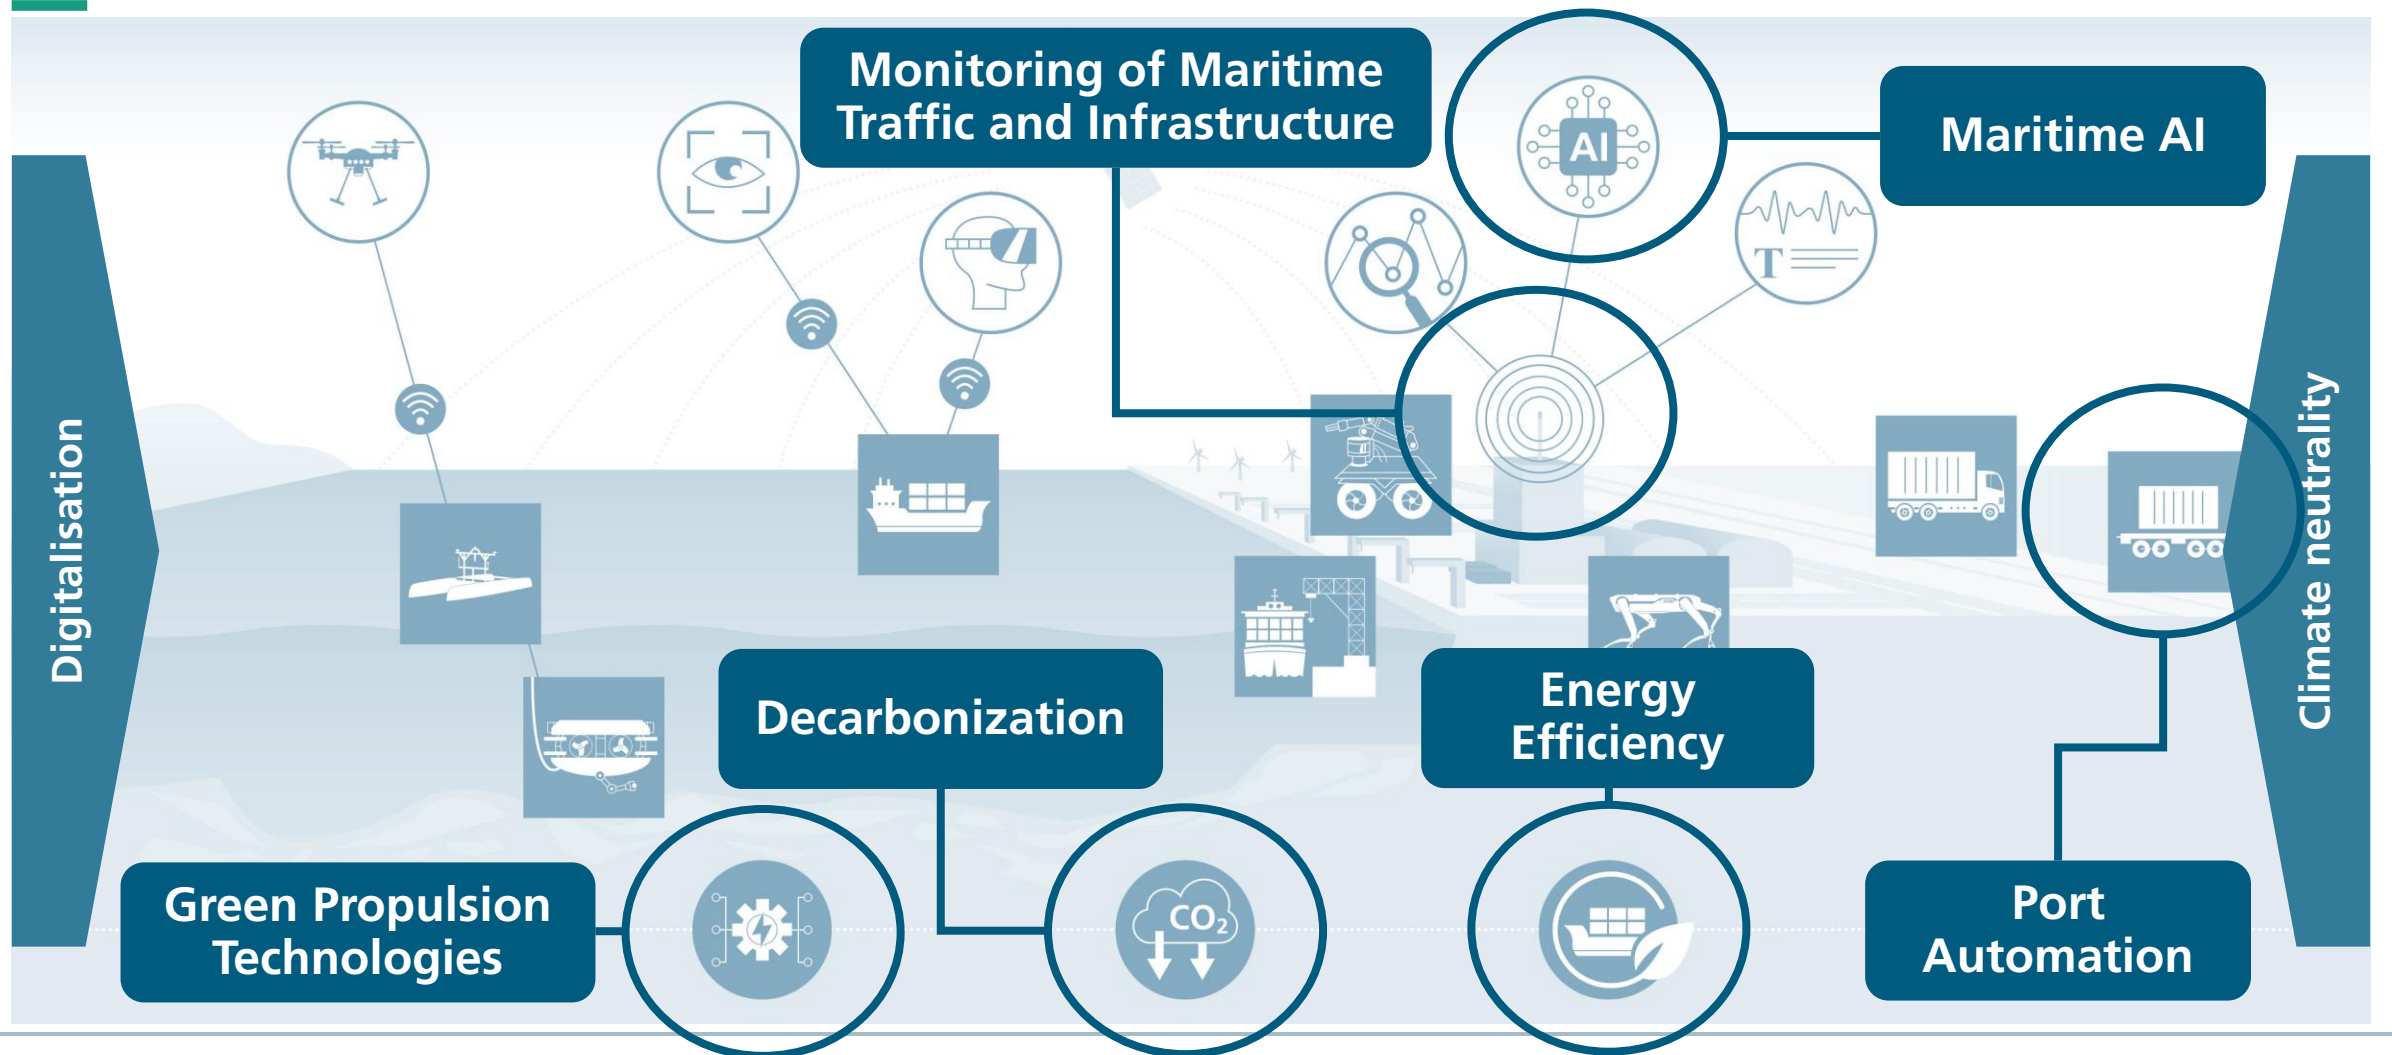 Monitoring of Maritime
Traffic and Infrastructure
AI
Maritime AI
T
Digitalisation
Climate neutrality
Decarbonization
Energy
Efficiency
Green Propulsion
Technologies
CO₂
Port
Automation